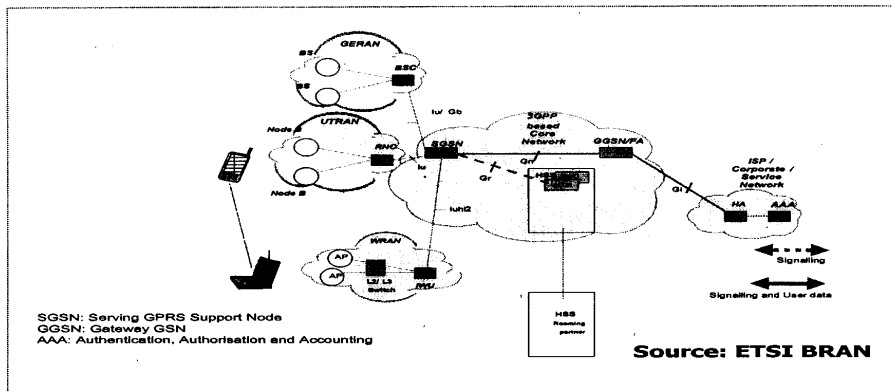 GERAN
BS
BS
BSC
Iu/ Gb
UTRAN
Node B
Node B
RNC
Iu
SGSN
3GPP
based
Core
Network
GGSN/FA
Gn
Gr
Gi
ISP /
Corporate /
Service
Network
HA
AAA
Iuhl2
WRAN
AP
AP
L2/ L3
Switch
IWU
HSS
Roaming
partner
Signalling
Signalling and User data
SGSN: Serving GPRS Support Node
GGSN: Gateway GSN
AAA: Authentication, Authorisation and Accounting
Source: ETSI BRAN